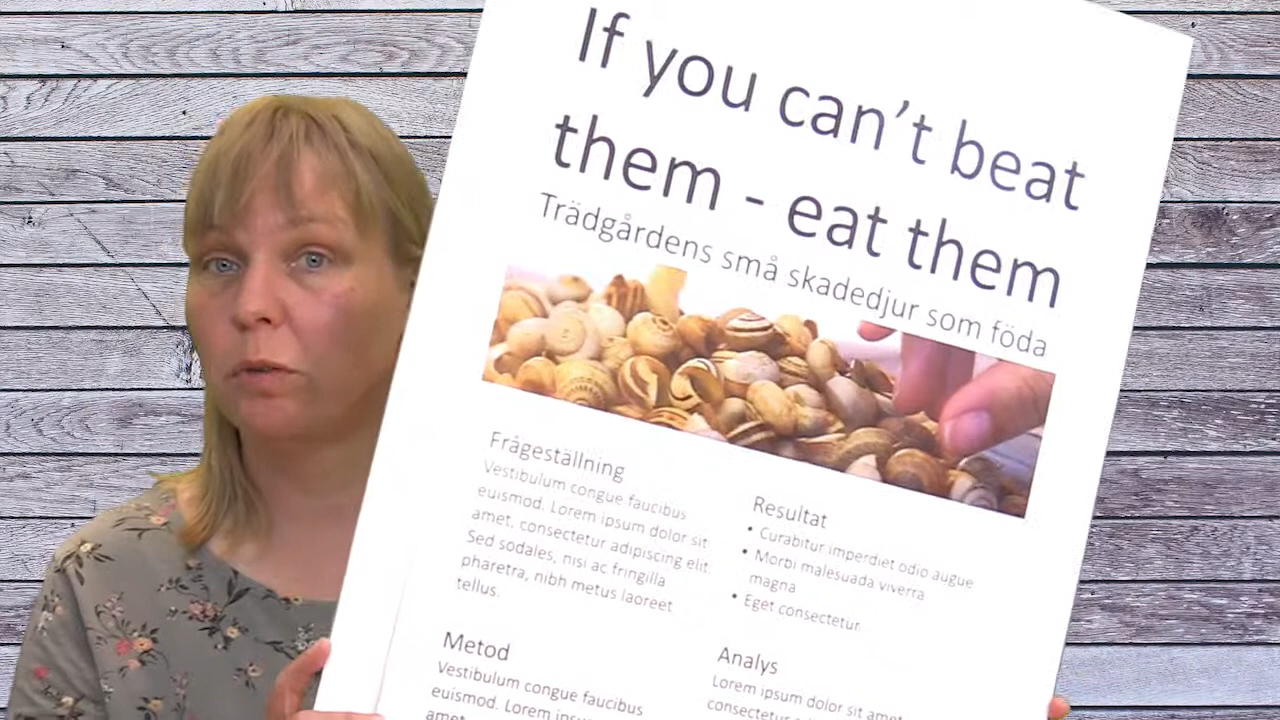 If you can't beat
them - eat them
Trädgårdens små skadedjur som föda
Frågeställning
Vestibulum congue faucibus
euismod. Lorem ipsum dolor sit
amet, consectetur adipiscing elit.
Sed sodales, nisi ac fringilla
pharetra, nibh metus laoreet
tellus.
Metod
Vestibulum congue faucibus
euismod. Lorem ipsum
amet,
Resultat
• Curabitur imperdiet odio augue
• Morbi malesuada viverra
magna
• Eget consectetur
Analys
Lorem ipsum dolor sit amet
consectetur